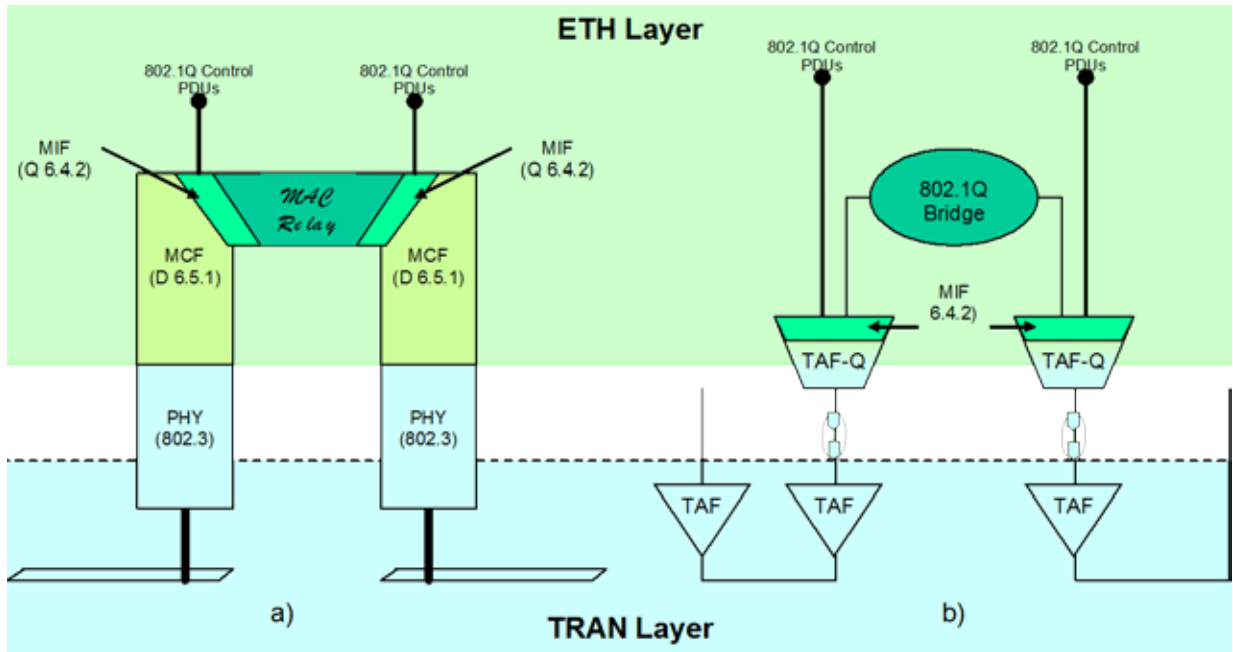 ETH Layer
802.1Q Control
PDUs
802.1Q Control
PDUs
MIF
(Q 6.4.2)
MIF
(Q 6.4.2)
MAC
Relay
MCF
(D 6.5.1)
MCF
(D 6.5.1)
PHY
(802.3)
PHY
(802.3)
a)
802.1Q Control
PDUs
802.1Q Control
PDUs
802.1Q
Bridge
MIF
6.4.2)
TAF-Q
TAF-Q
TAF
TAF
TAF
b)
TRAN Layer